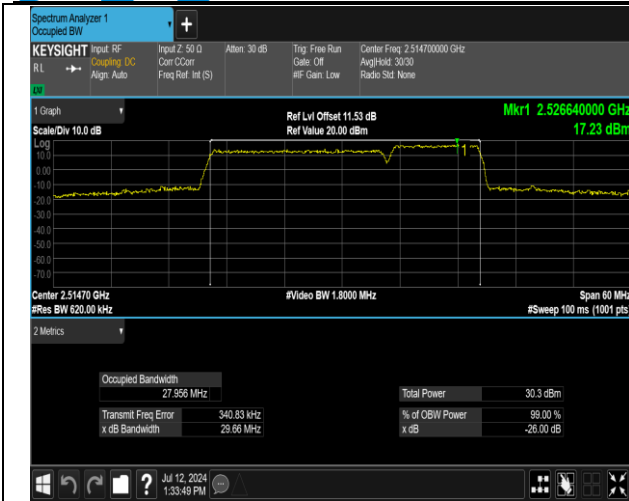 Spectrum Analyzer 1
Occupied BW
+
KEYSIGHT Input: RF Input Z: 50 Ω Atten: 30 dB Trig: Free Run Center Freq: 2.514700000 GHz
RL Coupling: DC Corr CCorr Gate: Off Avg|Hold: 30/30
Align: Auto Freq Ref: Int (S) #IF Gain: Low Radio Std: None
1 Graph Ref Lvl Offset 11.53 dB Mkr1 2.526640000 GHz
Scale/Div 10.0 dB Ref Value 20.00 dBm 17.23 dBm
Log
10.0
0.00
-10.0
-20.0
-30.0
-40.0
-50.0
-60.0
-70.0
1
Center 2.51470 GHz #Video BW 1.8000 MHz Span 60 MHz
#Res BW 620.00 kHz #Sweep 100 ms (1001 pts
2 Metrics
Occupied Bandwidth
27.956 MHz Total Power 30.3 dBm
Transmit Freq Error 340.83 kHz % of OBW Power 99.00 %
x dB Bandwidth 29.66 MHz x dB -26.00 dB
? Jul 12, 2024
1:33:49 PM